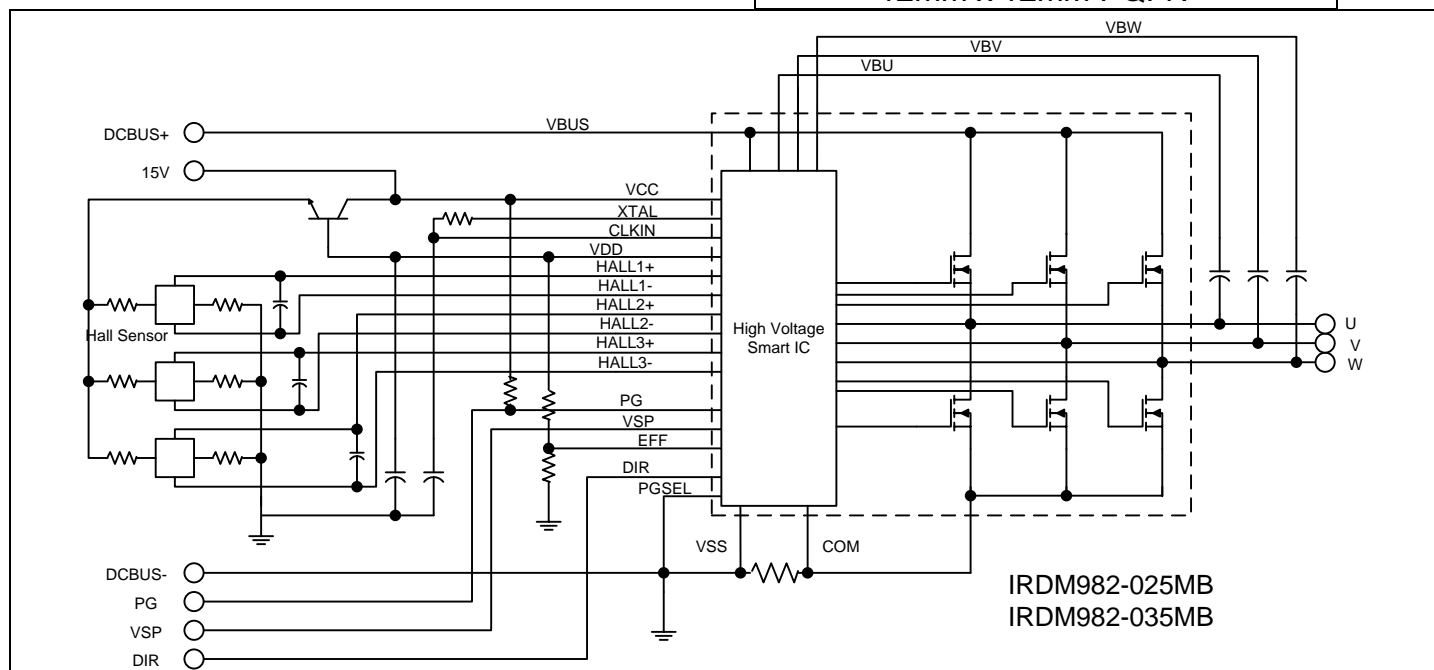 VBW
VBV
VBU
DCBUS+
VBUS
15V
VCC
XTAL
CLKIN
VDD
HALL1+
HALL1-
HALL2+
HALL2-
HALL3+
HALL3-
Hall Sensor
High Voltage
Smart IC
U
V
W
PG
VSP
EFF
DIR
PGSEL
VSS
COM
DCBUS-
PG
VSP
DIR
IRDM982-025MB
IRDM982-035MB